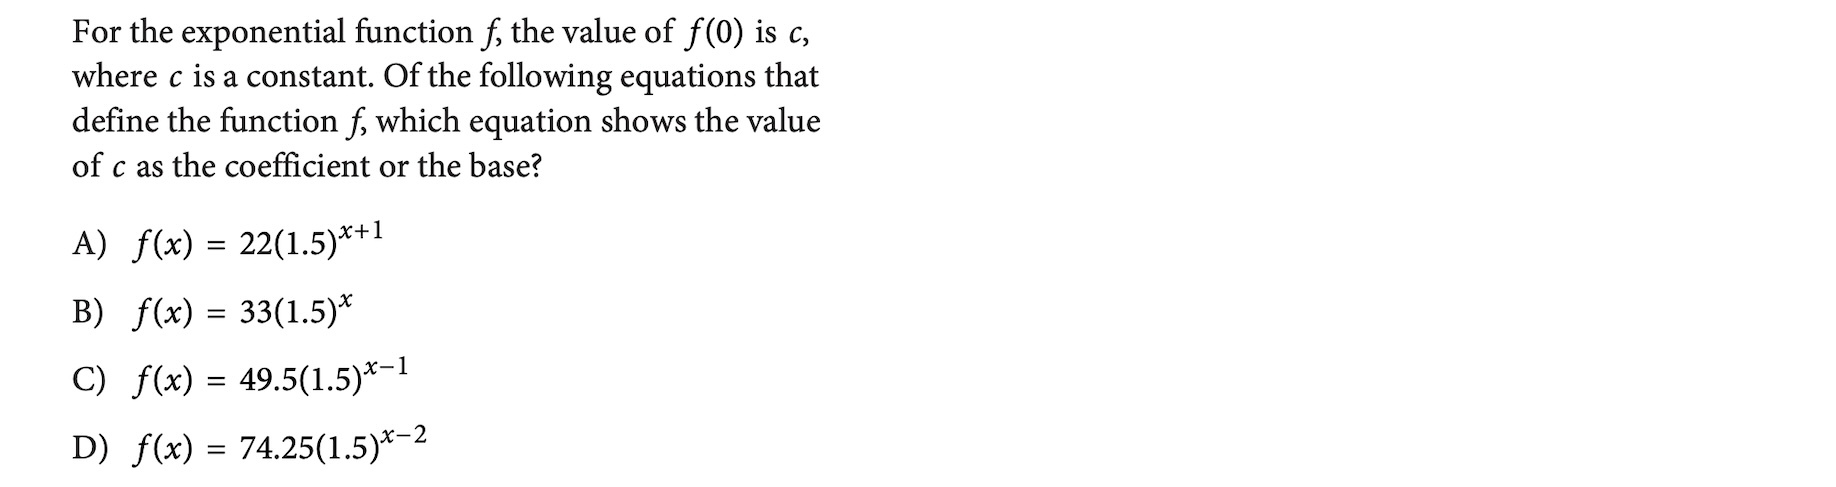 For the exponential function f, the value of f(0) is c,
where c is a constant. Of the following equations that
define the function f, which equation shows the value
of c as the coefficient or the base?
A) f(x) = 22(1.5)^{x+1}
B) f(x) = 33(1.5)^{x}
C) f(x) = 49.5(1.5)^{x−1}
D) f(x) = 74.25(1.5)^{x−2}